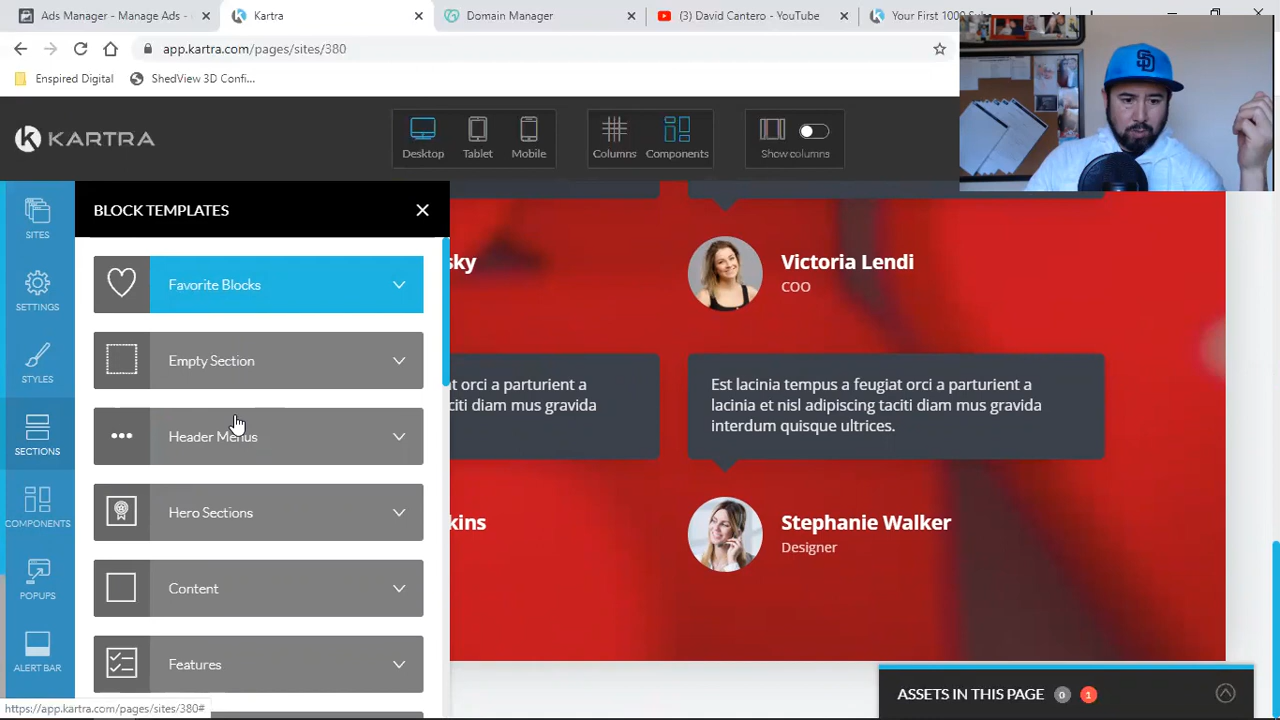 Ads Manager - Manage Ads -
Kartra
Domain Manager
(3) David Cantero - YouTube
Your First 1000
app.kartra.com/pages/sites/380
Enspired Digital
ShedView 3D Confi...
KARTRA
Desktop
Tablet
Mobile
Columns
Components
Show columns
SITES
SETTINGS
STYLES
SECTIONS
COMPONENTS
POPUPS
ALERT BAR
BLOCK TEMPLATES
Favorite Blocks
Empty Section
Header Menus
Hero Sections
Content
Features
sky
Victoria Lendi
COO
at orci a parturient a
citi diam mus gravida
Est lacinia tempus a feugiat orci a parturient a
lacinia et nisl adipiscing taciti diam mus gravida
interdum quisque ultrices.
kins
Stephanie Walker
Designer
ASSETS IN THIS PAGE 0 1
https://app.kartra.com/pages/sites/380#
SD